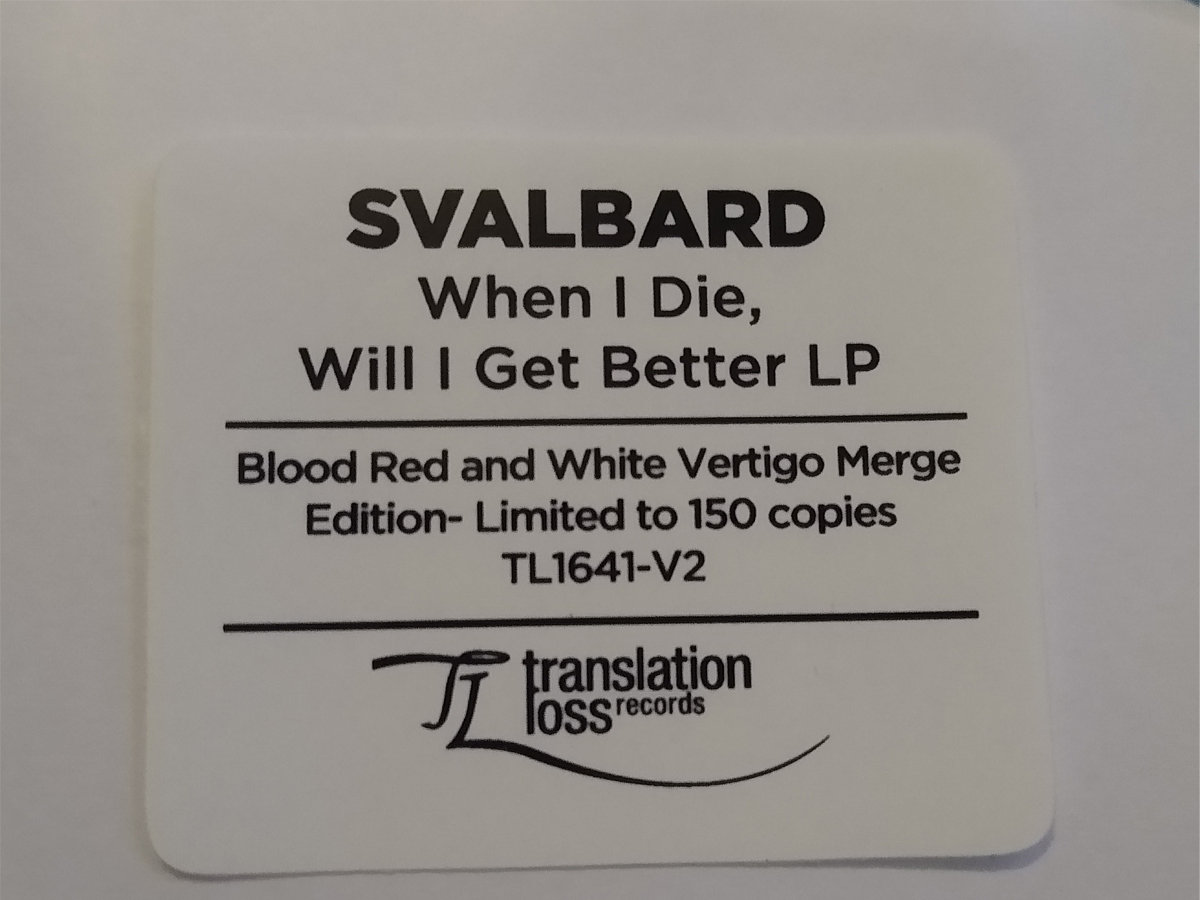 SVALBARD
When I Die,
Will I Get Better LP
Blood Red and White Vertigo Merge
Edition- Limited to 150 copies
TL1641-V2
TL translation
loss records